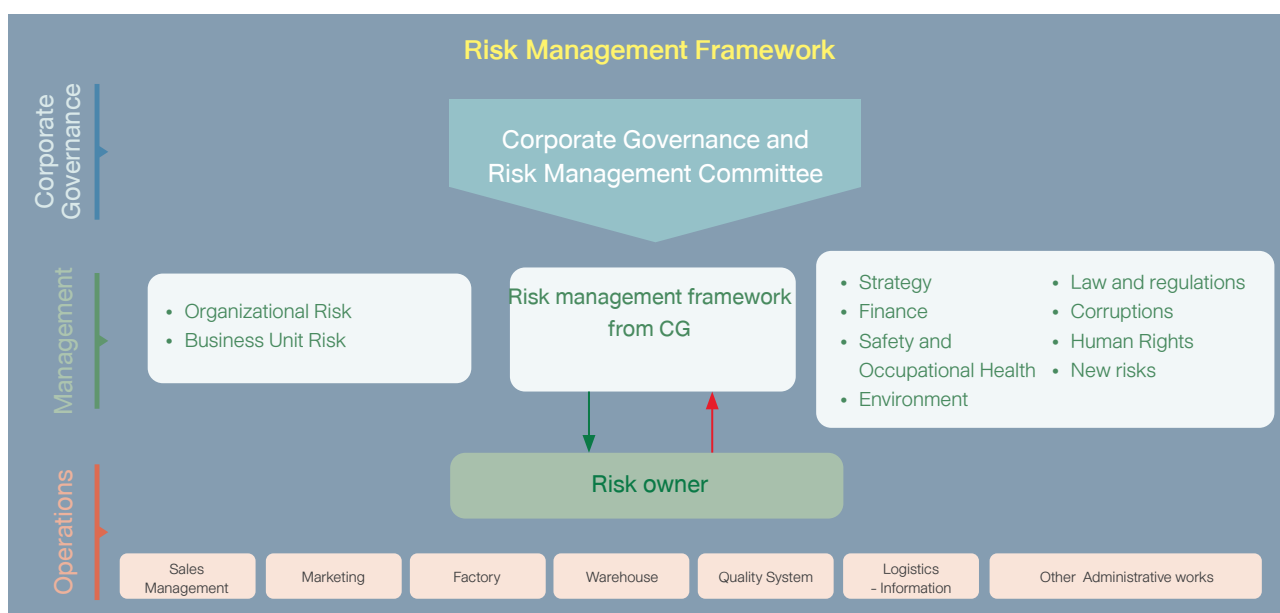 Risk Management Framework
Corporate
Governance
Corporate Governance and
Risk Management Committee
Management
• Organizational Risk
• Business Unit Risk
Risk management framework
from CG
• Strategy
• Finance
• Safety and
Occupational Health
• Environment
• Law and regulations
• Corruptions
• Human Rights
• New risks
Operations
Risk owner
Sales
Management
Marketing
Factory
Warehouse
Quality System
Logistics
- Information
Other Administrative works